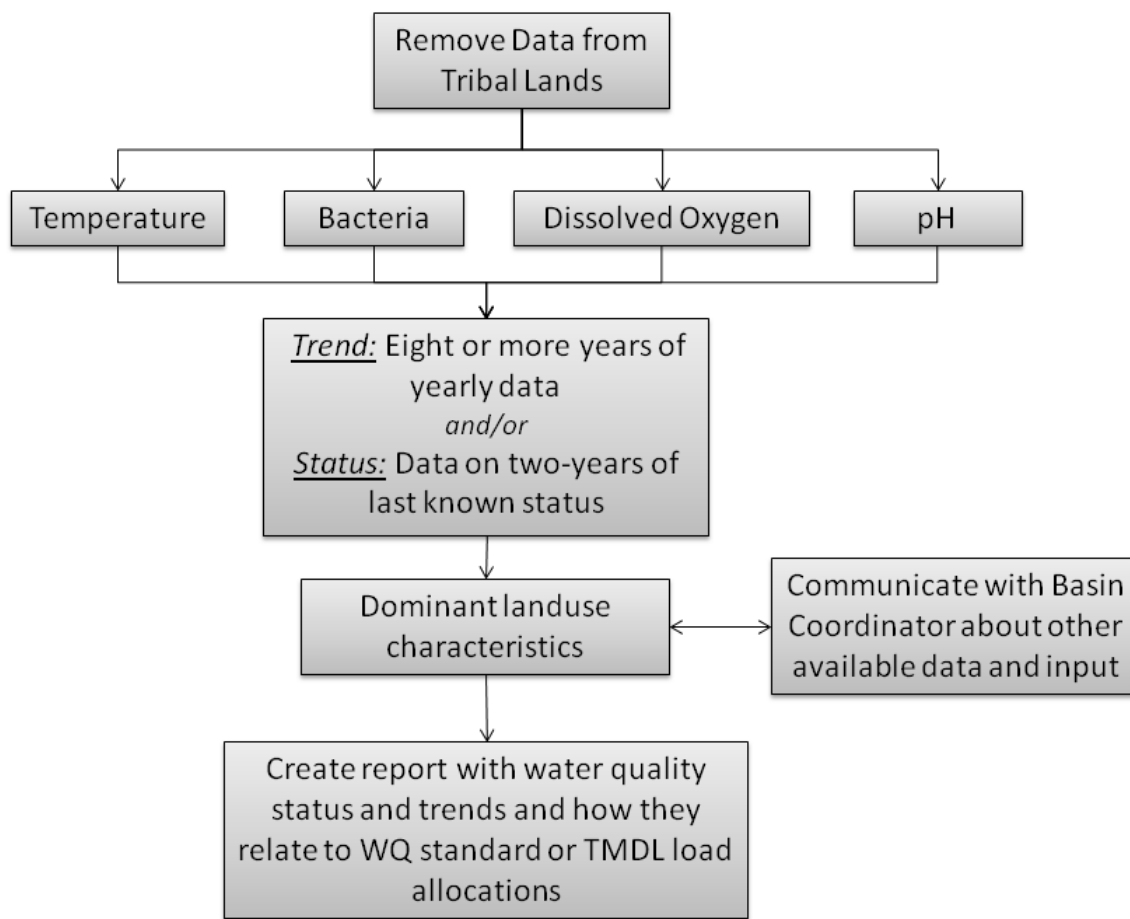 Remove Data from
Tribal Lands
Temperature
Bacteria
Dissolved Oxygen
pH
Trend: Eight or more years of
yearly data
and/or
Status: Data on two-years of
last known status
Dominant landuse
characteristics
Communicate with Basin
Coordinator about other
available data and input
Create report with water quality
status and trends and how they
relate to WQ standard or TMDL load
allocations